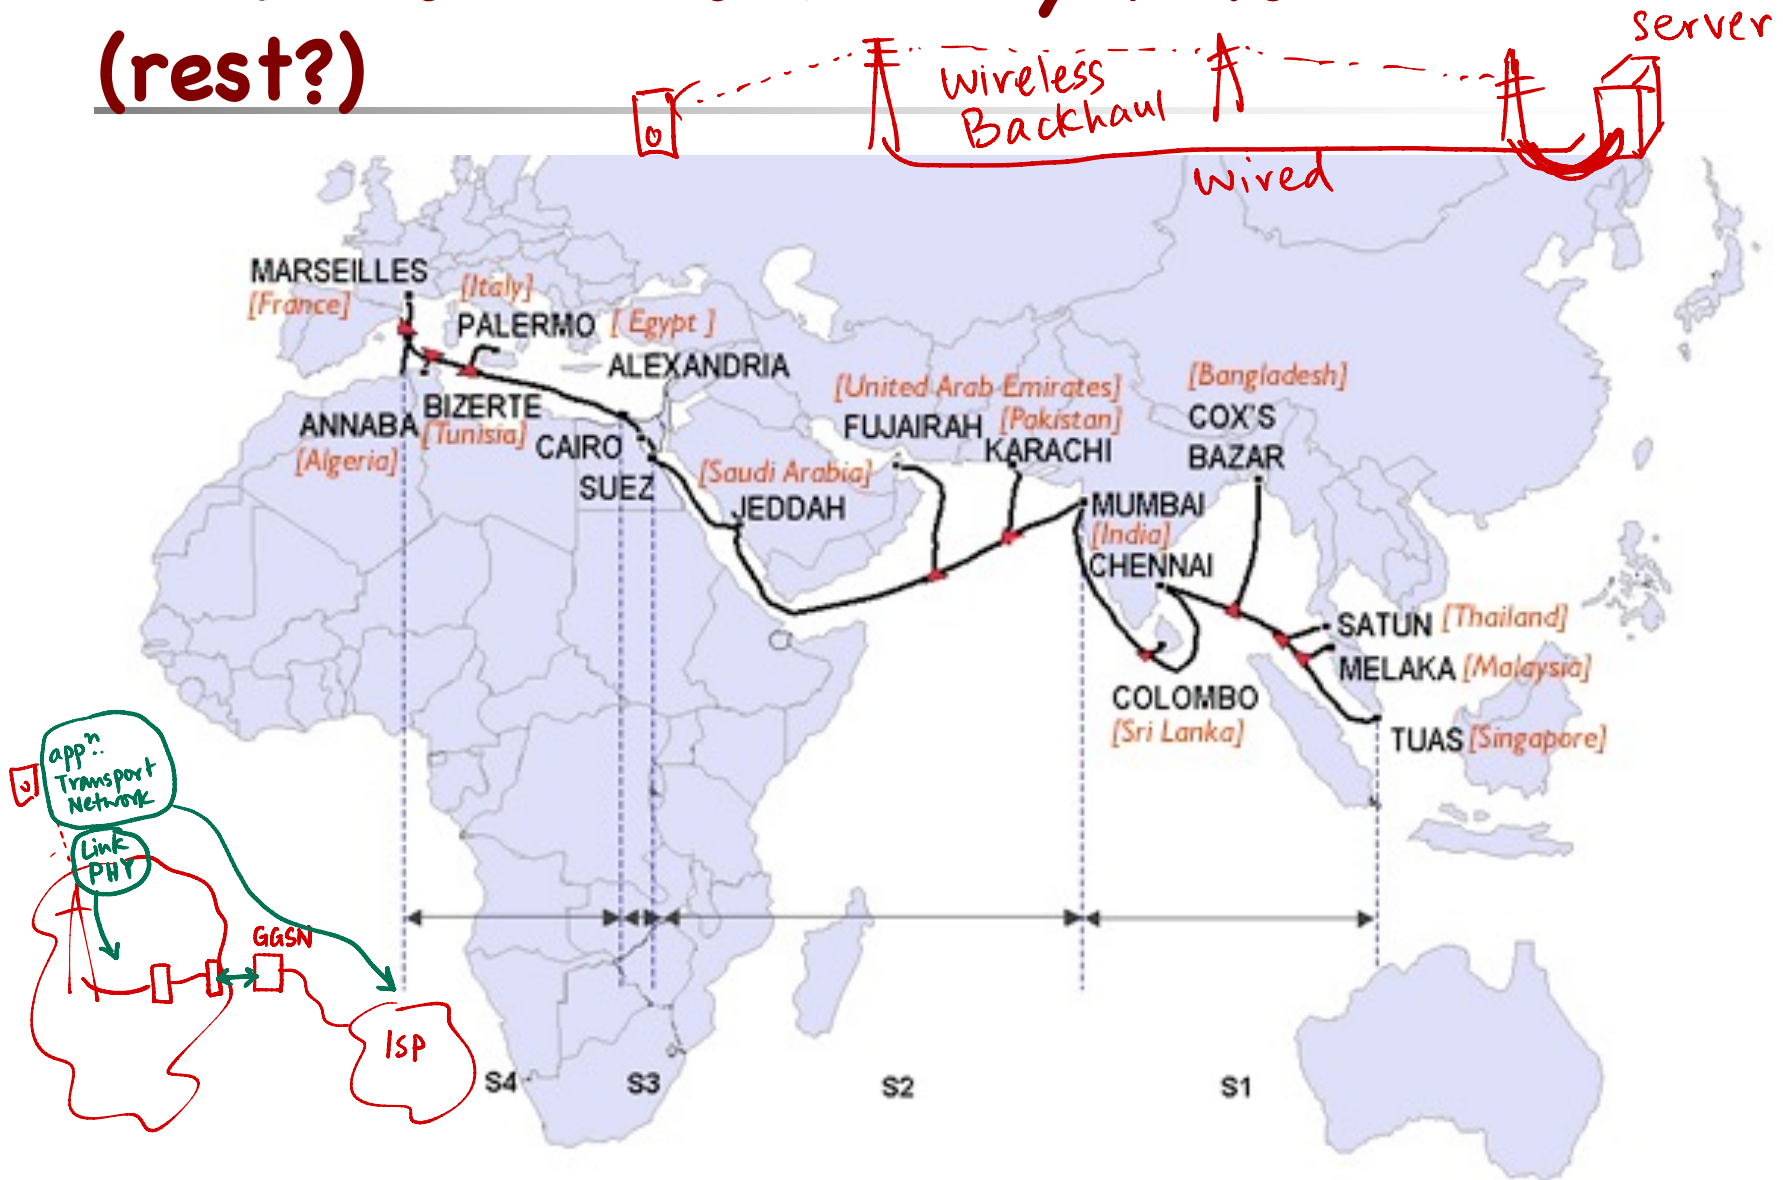 (rest?)
server
wireless
Backhaul
wired
MARSEILLES
[France]
[Italy]
PALERMO
[ Egypt ]
ALEXANDRIA
BIZERTE
[Tunisia]
ANNABA
[Algeria]
CAIRO
SUEZ
[Saudi Arabia]
JEDDAH
[United Arab Emirates]
FUJAIRAH
[Pakistan]
KARACHI
[Bangladesh]
COX'S
BAZAR
MUMBAI
[India]
CHENNAI
SATUN [Thailand]
MELAKA [Malaysia]
COLOMBO
[Sri Lanka]
TUAS [Singapore]
appⁿ..
Transport
Network
Link
PHY
GGSN
ISP
S4
S3
S2
S1